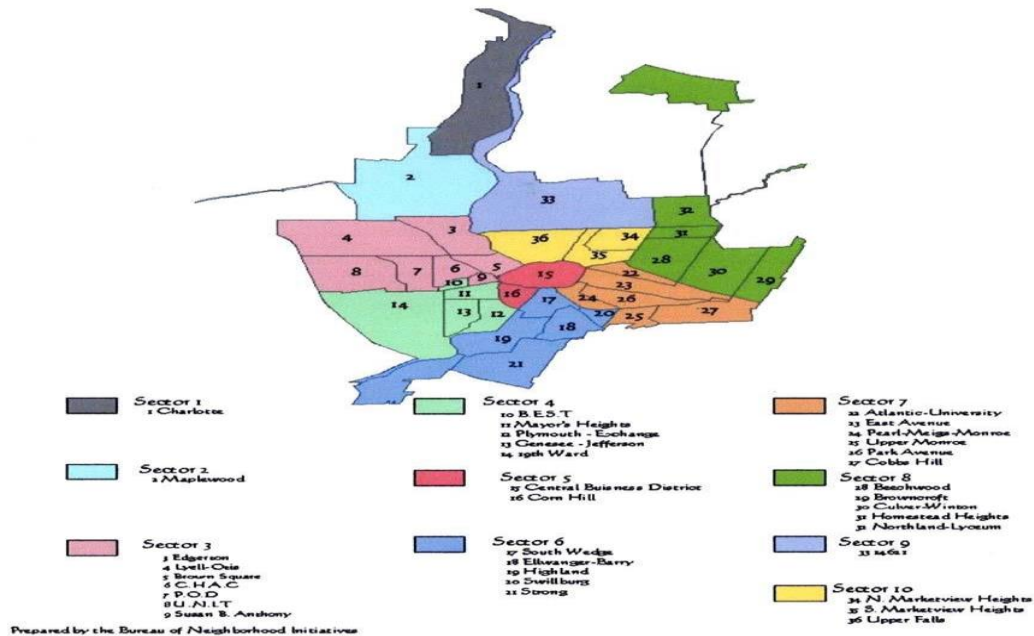 1
2
33
32
31
4
3
36
34
35
28
30
29
8
7
6
5
9
10
15
22
23
24
26
27
25
20
14
11
16
13
12
17
18
19
21
Sector 1
1 Charlotte
Sector 2
2 Maplewood
Sector 3
3 Edgerson
4 Lyell-Otis
5 Brown Square
6 C.H.A.C
7 P.O.D
8 U.N.I.T
9 Susan B. Anthony
Sector 4
10 B.E.S.T
11 Mayor's Heights
12 Plymouth - Exchange
13 Genesee - Jefferson
14 19th Ward
Sector 5
15 Central Buisness District
16 Corn Hill
Sector 6
17 South Wedge
18 Ellwanger-Barry
19 Highland
20 Swillburg
21 Strong
Sector 7
22 Atlantic-University
23 East Avenue
24 Pearl-Meigs-Monroe
25 Upper Monroe
26 Park Avenue
27 Cobbs Hill
Sector 8
28 Beechwood
29 Browncroft
30 Culver-Winton
31 Homestead Heights
Northland-Lyceum
Sector 9
33 14621
Sector 10
34 N. Marketview Heights
35 S. Marketview Heights
36 Upper Falls
Prepared by the Bureau of Neighborhood Initiatives